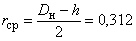 r_ср = (D_н − h)/2 = 0,312